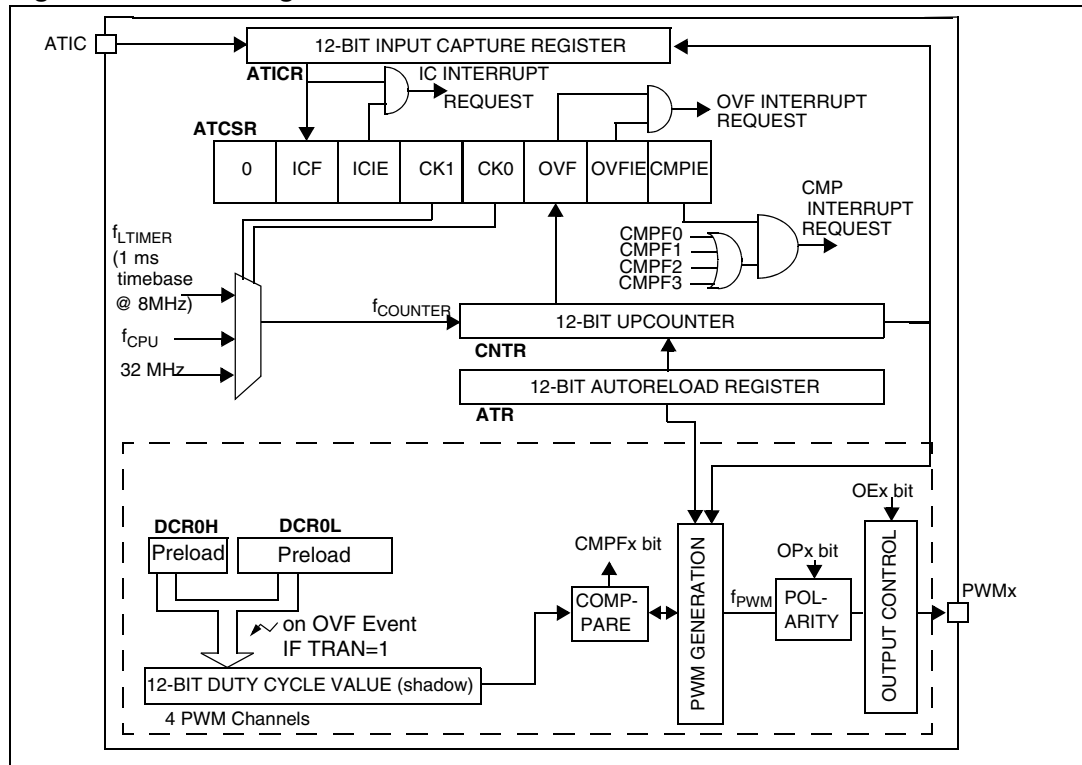 ATIC
12-BIT INPUT CAPTURE REGISTER
ATICR
IC INTERRUPT
REQUEST
OVF INTERRUPT
REQUEST
ATCSR
0 ICF ICIE CK1 CK0 OVF OVFIE CMPIE
CMP
INTERRUPT
REQUEST
CMPF0
CMPF1
CMPF2
CMPF3
fLTIMER
(1 ms
timebase
@ 8MHz)
fCPU
32 MHz
fCOUNTER
12-BIT UPCOUNTER
CNTR
12-BIT AUTORELOAD REGISTER
ATR
OEx bit
DCR0H DCR0L
Preload Preload
CMPFx bit
OPx bit
on OVF Event
IF TRAN=1
COMP-
PARE
PWM GENERATION
fPWM
POL-
ARITY
OUTPUT CONTROL
PWMx
12-BIT DUTY CYCLE VALUE (shadow)
4 PWM Channels